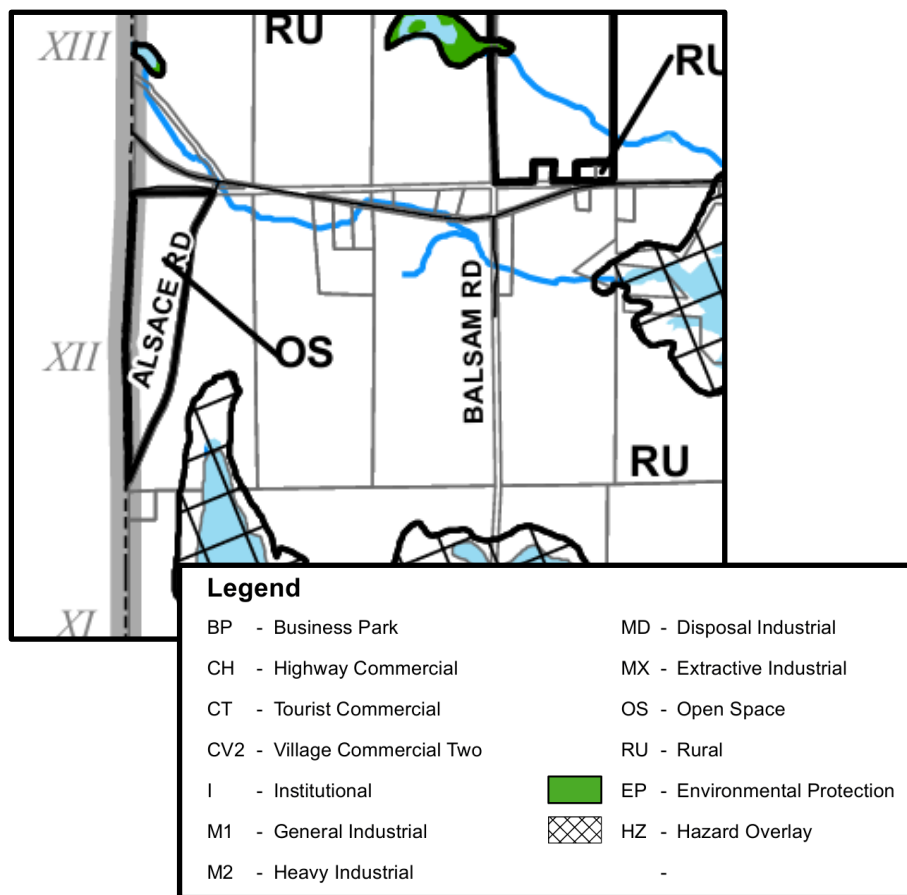 XIII
RU
RU
ALSACE RD
OS
XII
BALSAM RD
RU
XI
Legend
BP - Business Park
CH - Highway Commercial
CT - Tourist Commercial
CV2 - Village Commercial Two
I - Institutional
M1 - General Industrial
M2 - Heavy Industrial
MD - Disposal Industrial
MX - Extractive Industrial
OS - Open Space
RU - Rural
EP - Environmental Protection
HZ - Hazard Overlay
-